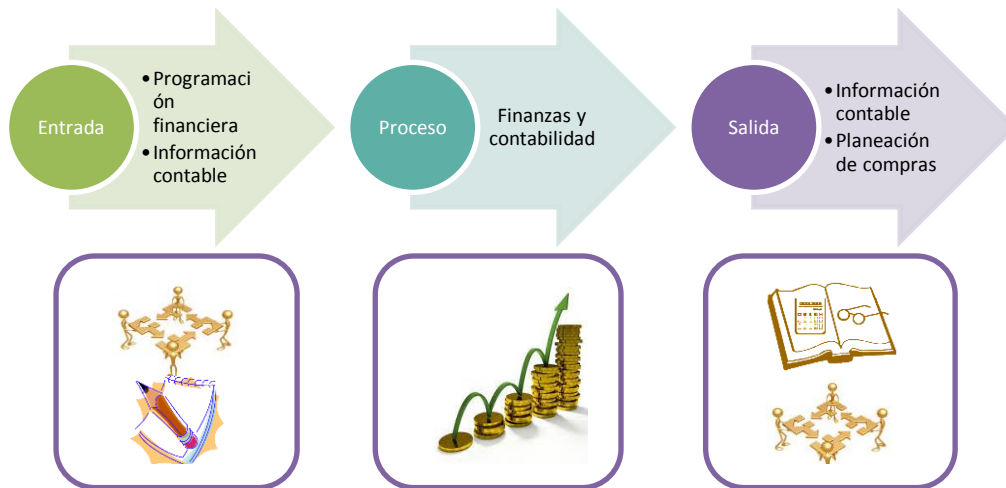 Entrada
•Programaci
ón
financiera
•Información
contable
Proceso
Finanzas y
contabilidad
Salida
•Información
contable
•Planeación
de compras